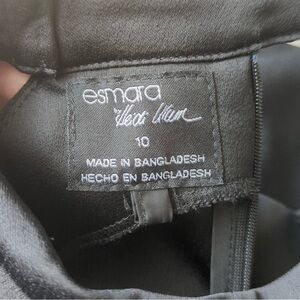 esmara
by Heidi Klum
10
MADE IN BANGLADESH
HECHO EN BANGLADESH